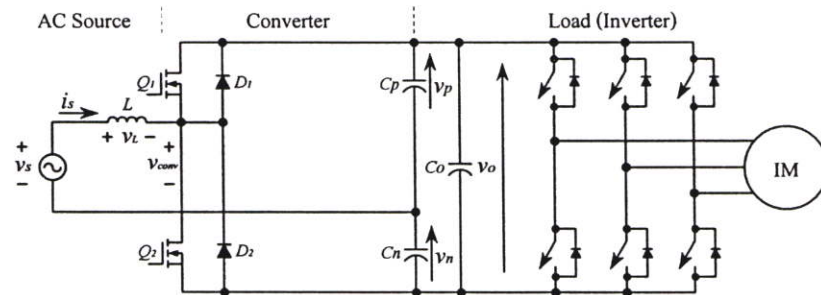 AC Source Converter Load (Inverter)
Q1 D1 Cp vp
is L
+ vL −
+ vs −
+ vconv −
Co vo
IM
Q2 D2 Cn vn